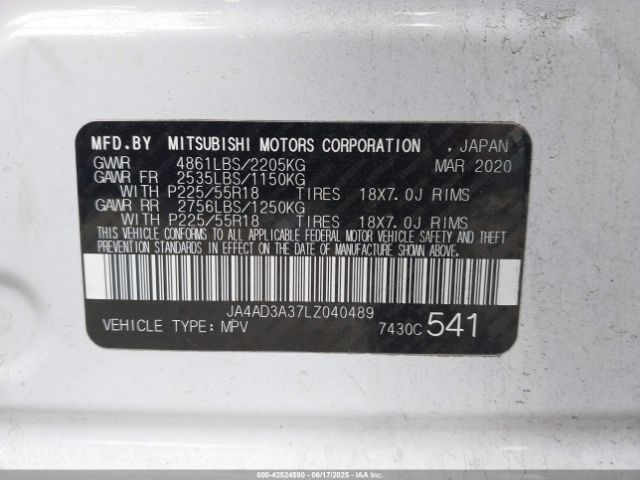 MFD.BY MITSUBISHI MOTORS CORPORATION , JAPAN
GVWR 4861LBS/2205KG MAR 2020
GAWR FR 2535LBS/1150KG
WITH P225/55R18 TIRES 18X7.0J RIMS
GAWR RR 2756LBS/1250KG
WITH P225/55R18 TIRES 18X7.0J RIMS
THIS VEHICLE CONFORMS TO ALL APPLICABLE FEDERAL MOTOR VEHICLE SAFETY AND THEFT
PREVENTION STANDARDS IN EFFECT ON THE DATE OF MANUFACTURE SHOWN ABOVE.
JA4AD3A37LZ040489
VEHICLE TYPE: MPV 7430C 541
000-42524590 - 06/17/2025 - IAA, Inc.